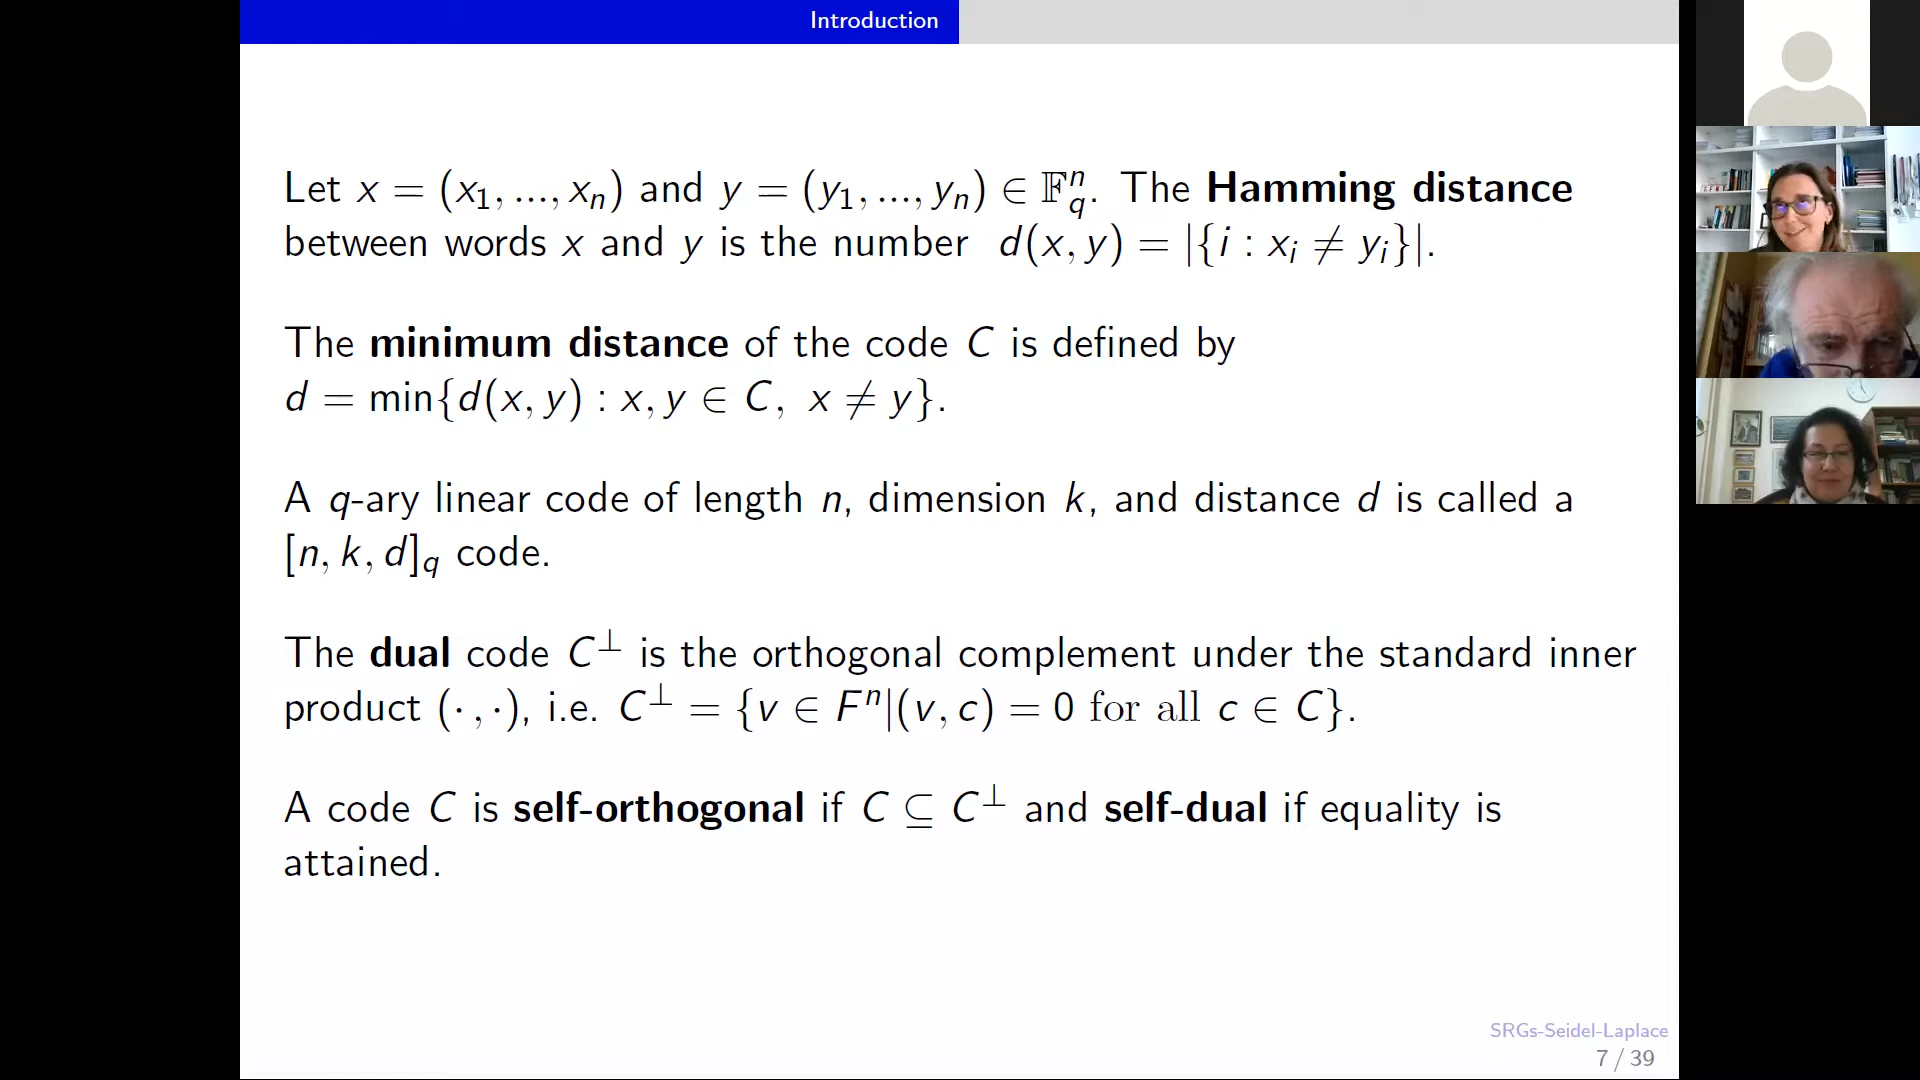 Introduction
Let x = (x₁, ..., xₙ) and y = (y₁, ..., yₙ) ∈ 𝔽_q^n. The Hamming distance
between words x and y is the number d(x, y) = |{i : xᵢ ≠ yᵢ}|.
The minimum distance of the code C is defined by
d = min{d(x, y) : x, y ∈ C, x ≠ y}.
A q-ary linear code of length n, dimension k, and distance d is called a
[n, k, d]_q code.
The dual code C^⊥ is the orthogonal complement under the standard inner
product (· , ·), i.e. C^⊥ = {v ∈ F^n|(v, c) = 0 for all c ∈ C}.
A code C is self-orthogonal if C ⊆ C^⊥ and self-dual if equality is
attained.
SRGs-Seidel-Laplace
7 / 39